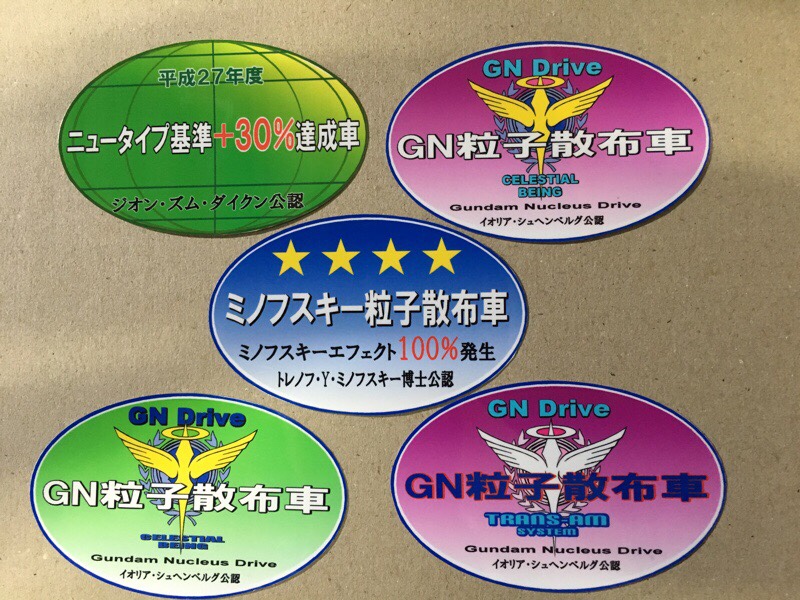 平成27年度
ニュータイプ基準+30%達成車
ジオン・ズム・ダイクン公認
GN Drive
GN粒子散布車
CELESTIAL
BEING
Gundam Nucleus Drive
イオリア・シュヘンベルグ公認
ミノフスキー粒子散布車
ミノフスキーエフェクト100%発生
トレノフ・Y・ミノフスキー博士公認
GN Drive
GN粒子散布車
CELESTIAL
BEING
Gundam Nucleus Drive
イオリア・シュヘンベルグ公認
GN Drive
GN粒子散布車
TRANS-AM
SYSTEM
Gundam Nucleus Drive
イオリア・シュヘンベルグ公認